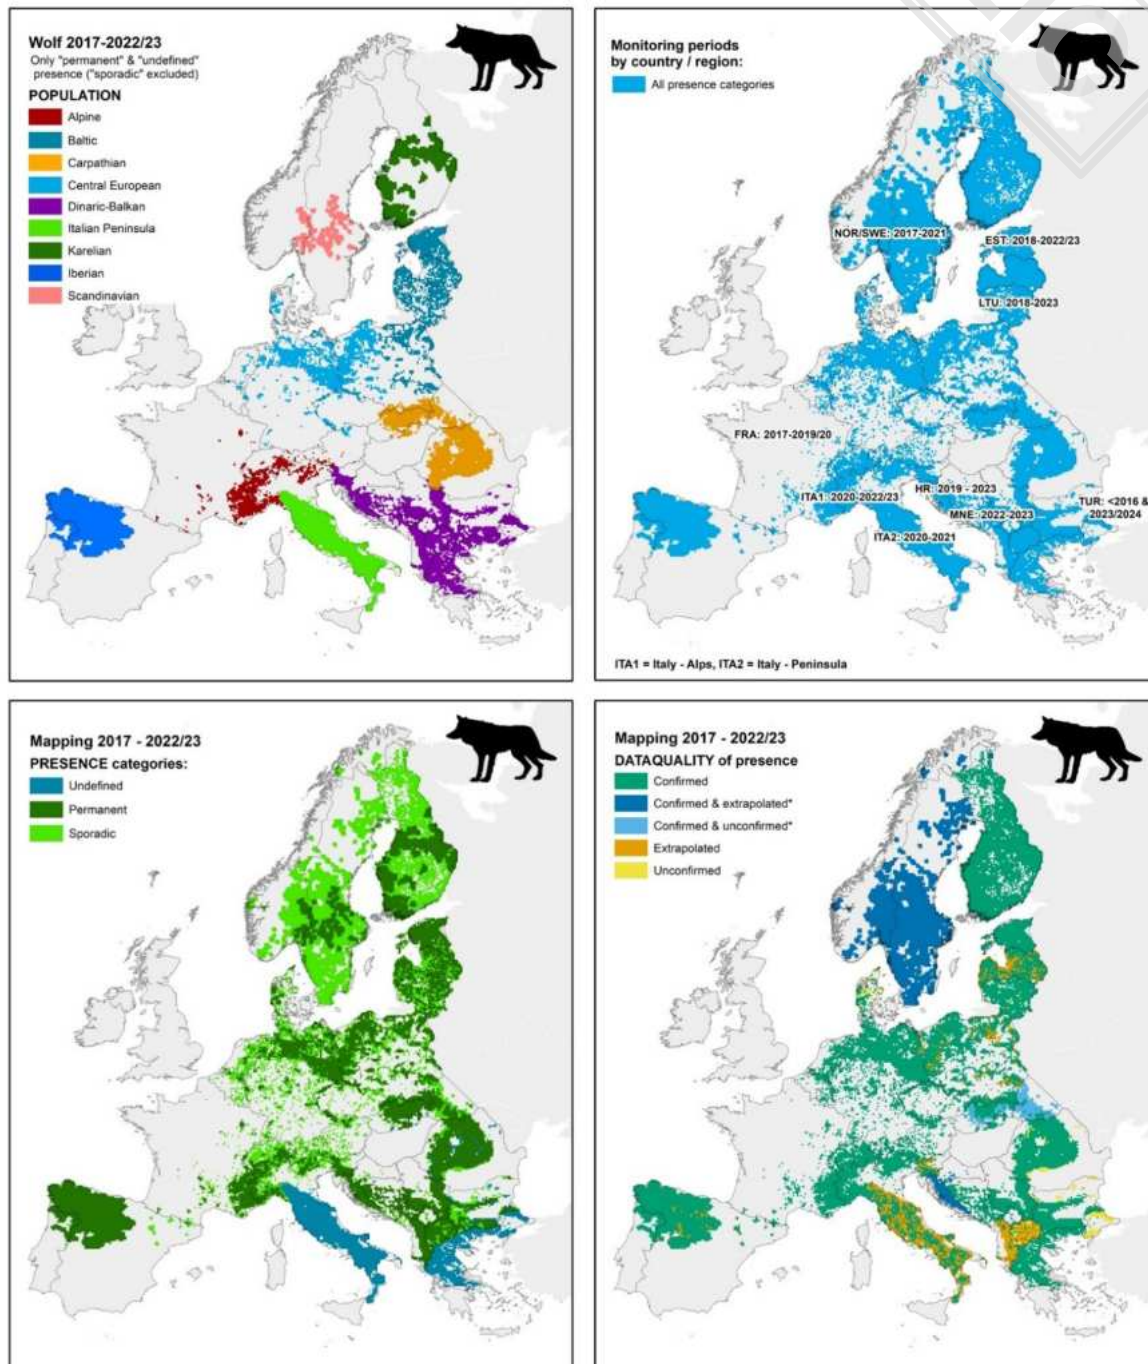 Wolf 2017-2022/23
Only "permanent" & "undefined"
presence ("sporadic" excluded)
POPULATION
Alpine
Baltic
Carpathian
Central European
Dinaric-Balkan
Italian Peninsula
Karelian
Iberian
Scandinavian
Monitoring periods
by country / region:
All presence categories
NOR/SWE: 2017-2021
EST: 2018-2022/23
LTU: 2018-2023
FRA: 2017-2019/20
ITA1: 2020-2022/23
HR: 2019 - 2023
MNE: 2022-2023
TUR: <2016 &
2023/2024
ITA2: 2020-2021
ITA1 = Italy - Alps, ITA2 = Italy - Peninsula
Mapping 2017 - 2022/23
PRESENCE categories:
Undefined
Permanent
Sporadic
Mapping 2017 - 2022/23
DATAQUALITY of presence
Confirmed
Confirmed & extrapolated*
Confirmed & unconfirmed*
Extrapolated
Unconfirmed